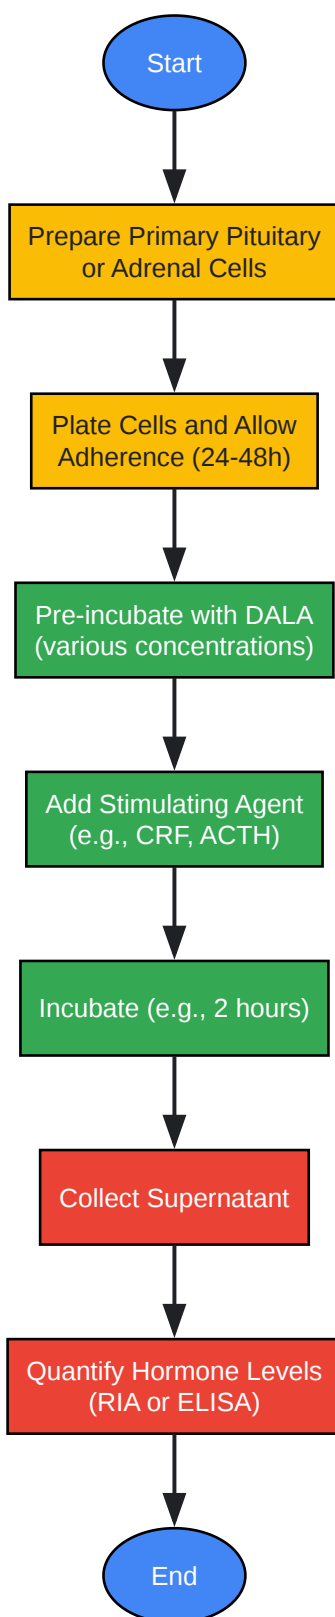 Start
Prepare Primary Pituitary
or Adrenal Cells
Plate Cells and Allow
Adherence (24-48h)
Pre-incubate with DALA
(various concentrations)
Add Stimulating Agent
(e.g., CRF, ACTH)
Incubate (e.g., 2 hours)
Collect Supernatant
Quantify Hormone Levels
(RIA or ELISA)
End